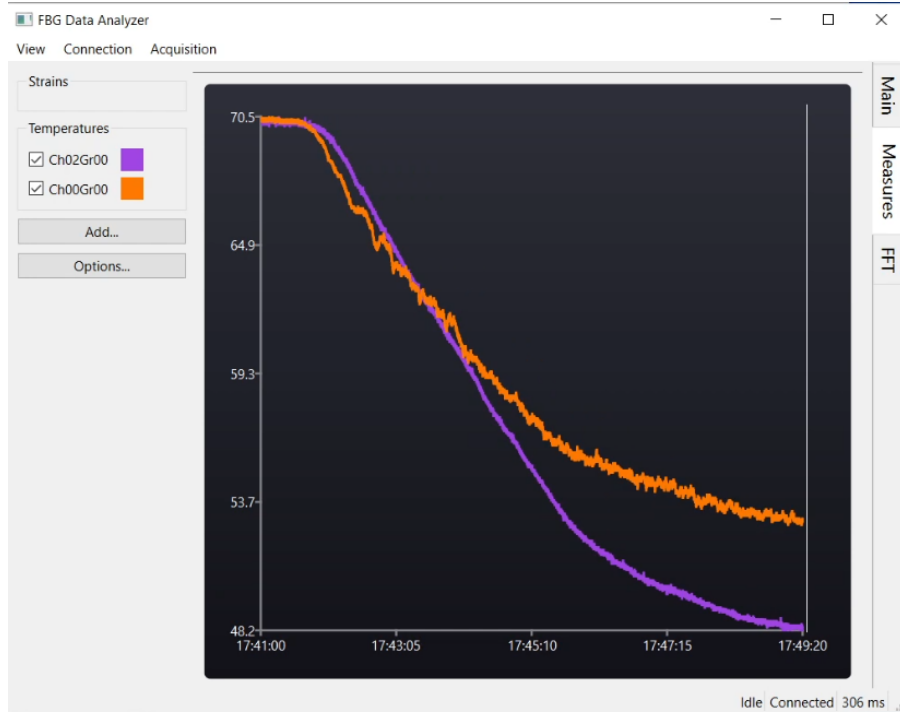 FBG Data Analyzer
View Connection Acquisition
Strains
Temperatures
Ch02Gr00
Ch00Gr00
Add...
Options...
70.5
64.9
59.3
53.7
48.2
17:41:00 17:43:05 17:45:10 17:47:15 17:49:20
Main
Measures
FFT
Idle Connected 306 ms